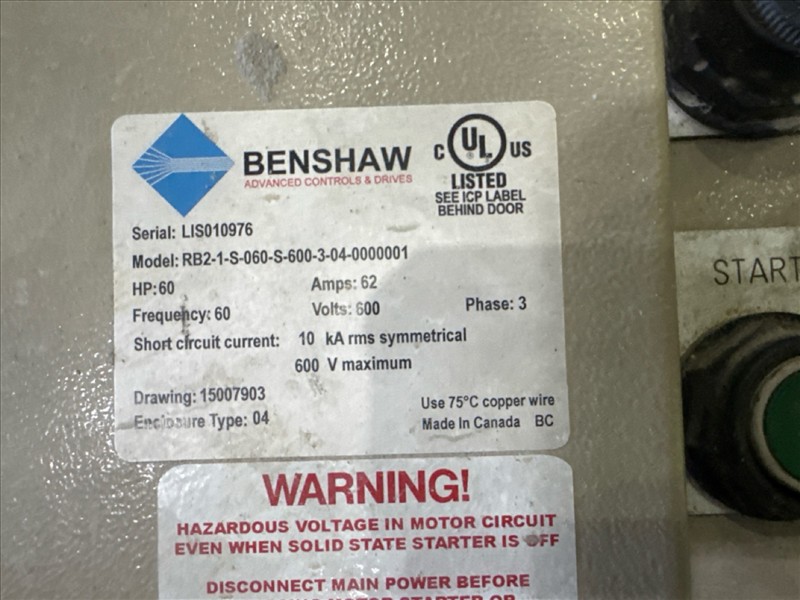 BENSHAW
ADVANCED CONTROLS & DRIVES
C UL US
LISTED
SEE ICP LABEL
BEHIND DOOR
Serial: LIS010976
Model: RB2-1-S-060-S-600-3-04-0000001
HP:60 Amps: 62
Frequency: 60 Volts: 600 Phase: 3
Short circuit current: 10 kA rms symmetrical
600 V maximum
Drawing: 15007903
Enclosure Type: 04
Use 75°C copper wire
Made In Canada BC
START
WARNING!
HAZARDOUS VOLTAGE IN MOTOR CIRCUIT
EVEN WHEN SOLID STATE STARTER IS OFF
DISCONNECT MAIN POWER BEFORE
MOTOR STARTER OR